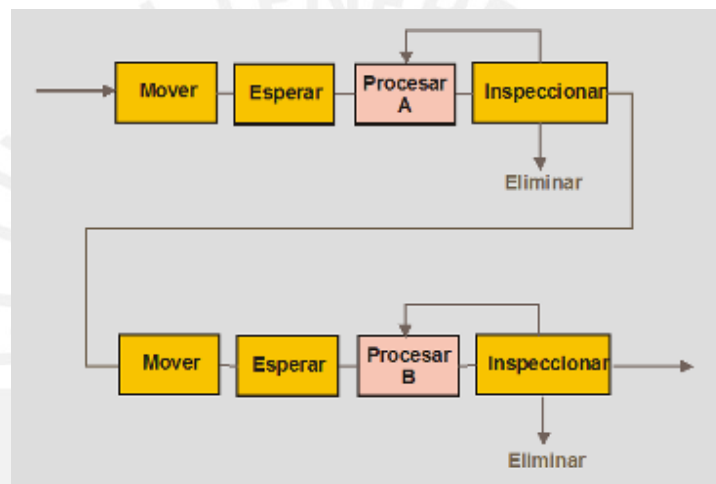 Mover
Esperar
Procesar
A
Inspeccionar
Eliminar
Mover
Esperar
Procesar
B
Inspeccionar
Eliminar